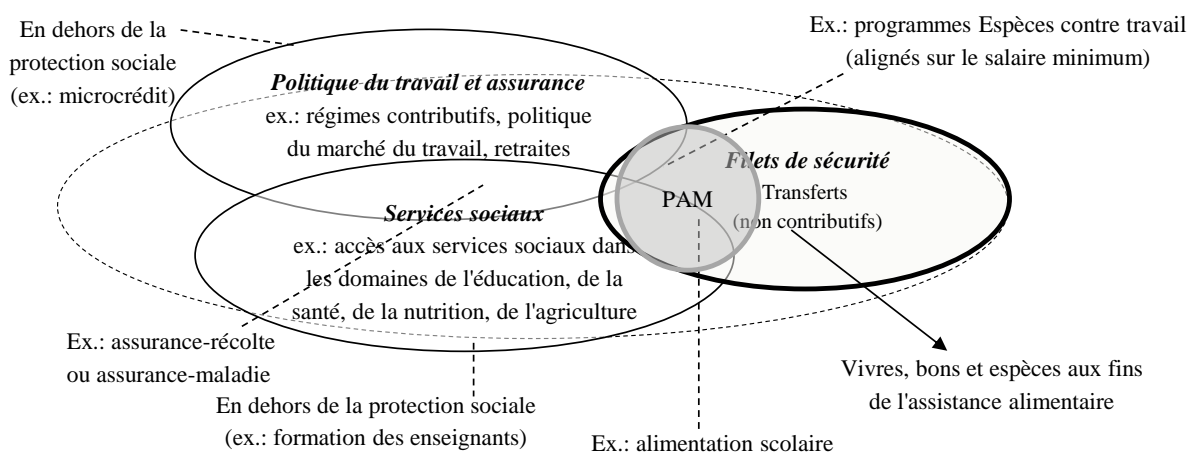 En dehors de la
protection sociale
(ex.: microcrédit)
Ex.: programmes Espèces contre travail
(alignés sur le salaire minimum)
Politique du travail et assurance
ex.: régimes contributifs, politique
du marché du travail, retraites
Filets de sécurité
Transferts
(non contributifs)
PAM
Services sociaux
ex.: accès aux services sociaux dans
les domaines de l'éducation, de la
santé, de la nutrition, de l'agriculture
Ex.: assurance-récolte
ou assurance-maladie
Vivres, bons et espèces aux fins
de l'assistance alimentaire
En dehors de la protection sociale
(ex.: formation des enseignants)
Ex.: alimentation scolaire